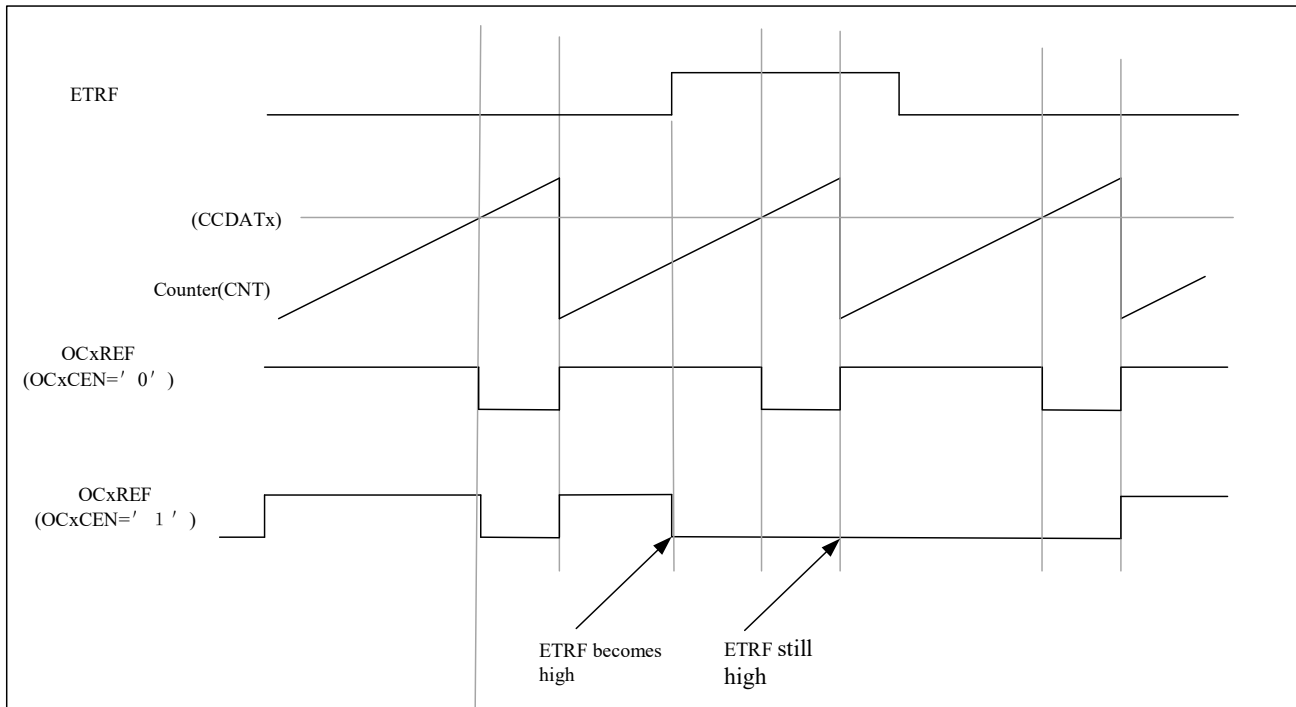 ETRF
(CCDATx)
Counter(CNT)
OCxREF
(OCxCEN=′ 0′ )
OCxREF
(OCxCEN=′ 1 ′ )
ETRF becomes
high
ETRF still
high